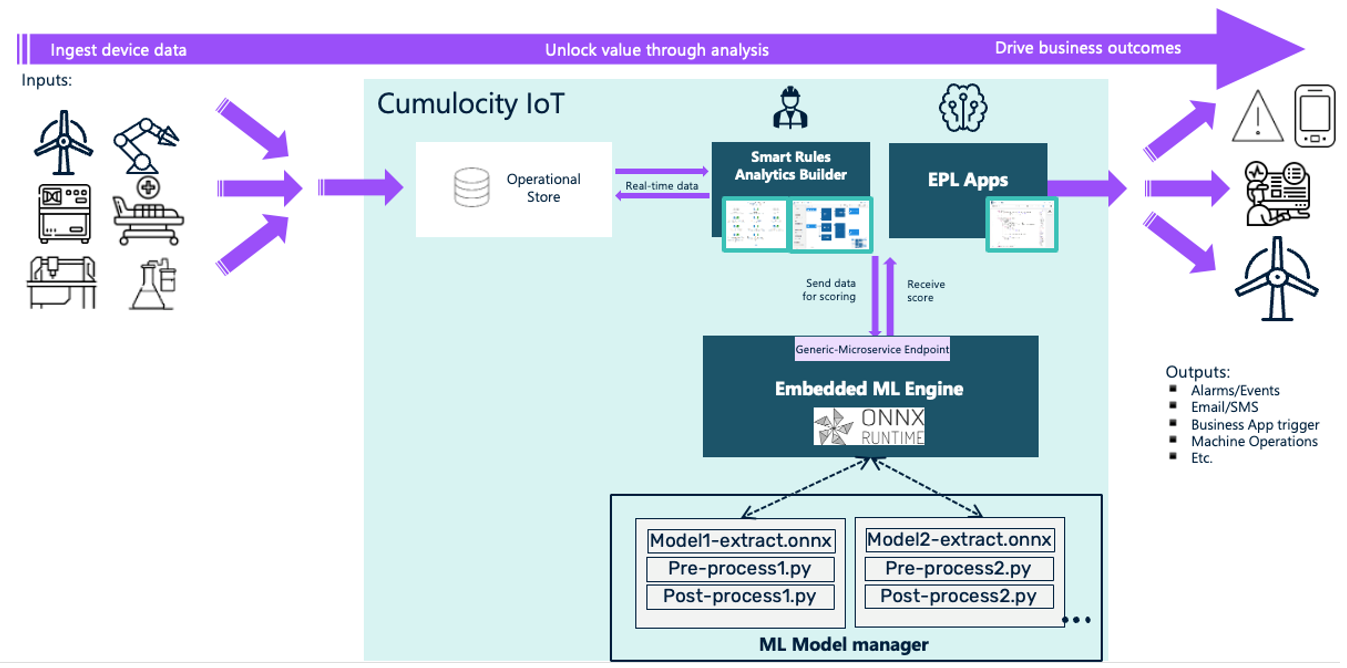 Ingest device data
Unlock value through analysis
Drive business outcomes
Inputs:
Cumulocity IoT
Operational
Store
Real-time data
Smart Rules
Analytics Builder
EPL Apps
Send data
for scoring
Receive
score
Generic-Microservice Endpoint
Embedded ML Engine
ONNX
RUNTIME
Outputs:
Alarms/Events
Email/SMS
Business App trigger
Machine Operations
Etc.
Model1-extract.onnx
Pre-process1.py
Post-process1.py
Model2-extract.onnx
Pre-process2.py
Post-process2.py
...
ML Model manager